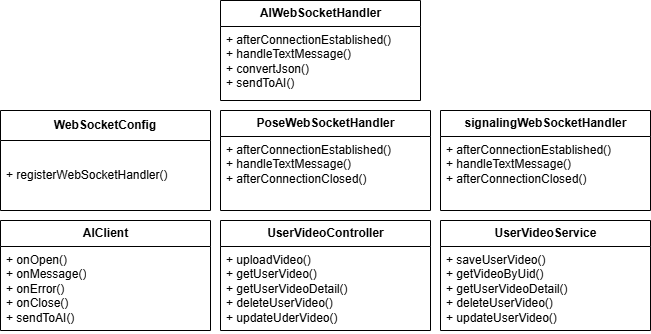 AIWebSocketHandler
+ afterConnectionEstablished()
+ handleTextMessage()
+ convertJson()
+ sendToAI()
WebSocketConfig
+ registerWebSocketHandler()
PoseWebSocketHandler
+ afterConnectionEstablished()
+ handleTextMessage()
+ afterConnectionClosed()
signalingWebSocketHandler
+ afterConnectionEstablished()
+ handleTextMessage()
+ afterConnectionClosed()
AIClient
+ onOpen()
+ onMessage()
+ onError()
+ onClose()
+ sendToAI()
UserVideoController
+ uploadVideo()
+ getUserVideo()
+ getUserVideoDetail()
+ deleteUserVideo()
+ updateUderVideo()
UserVideoService
+ saveUserVideo()
+ getVideoByUid()
+ getUserVideoDetail()
+ deleteUserVideo()
+ updateUserVideo()